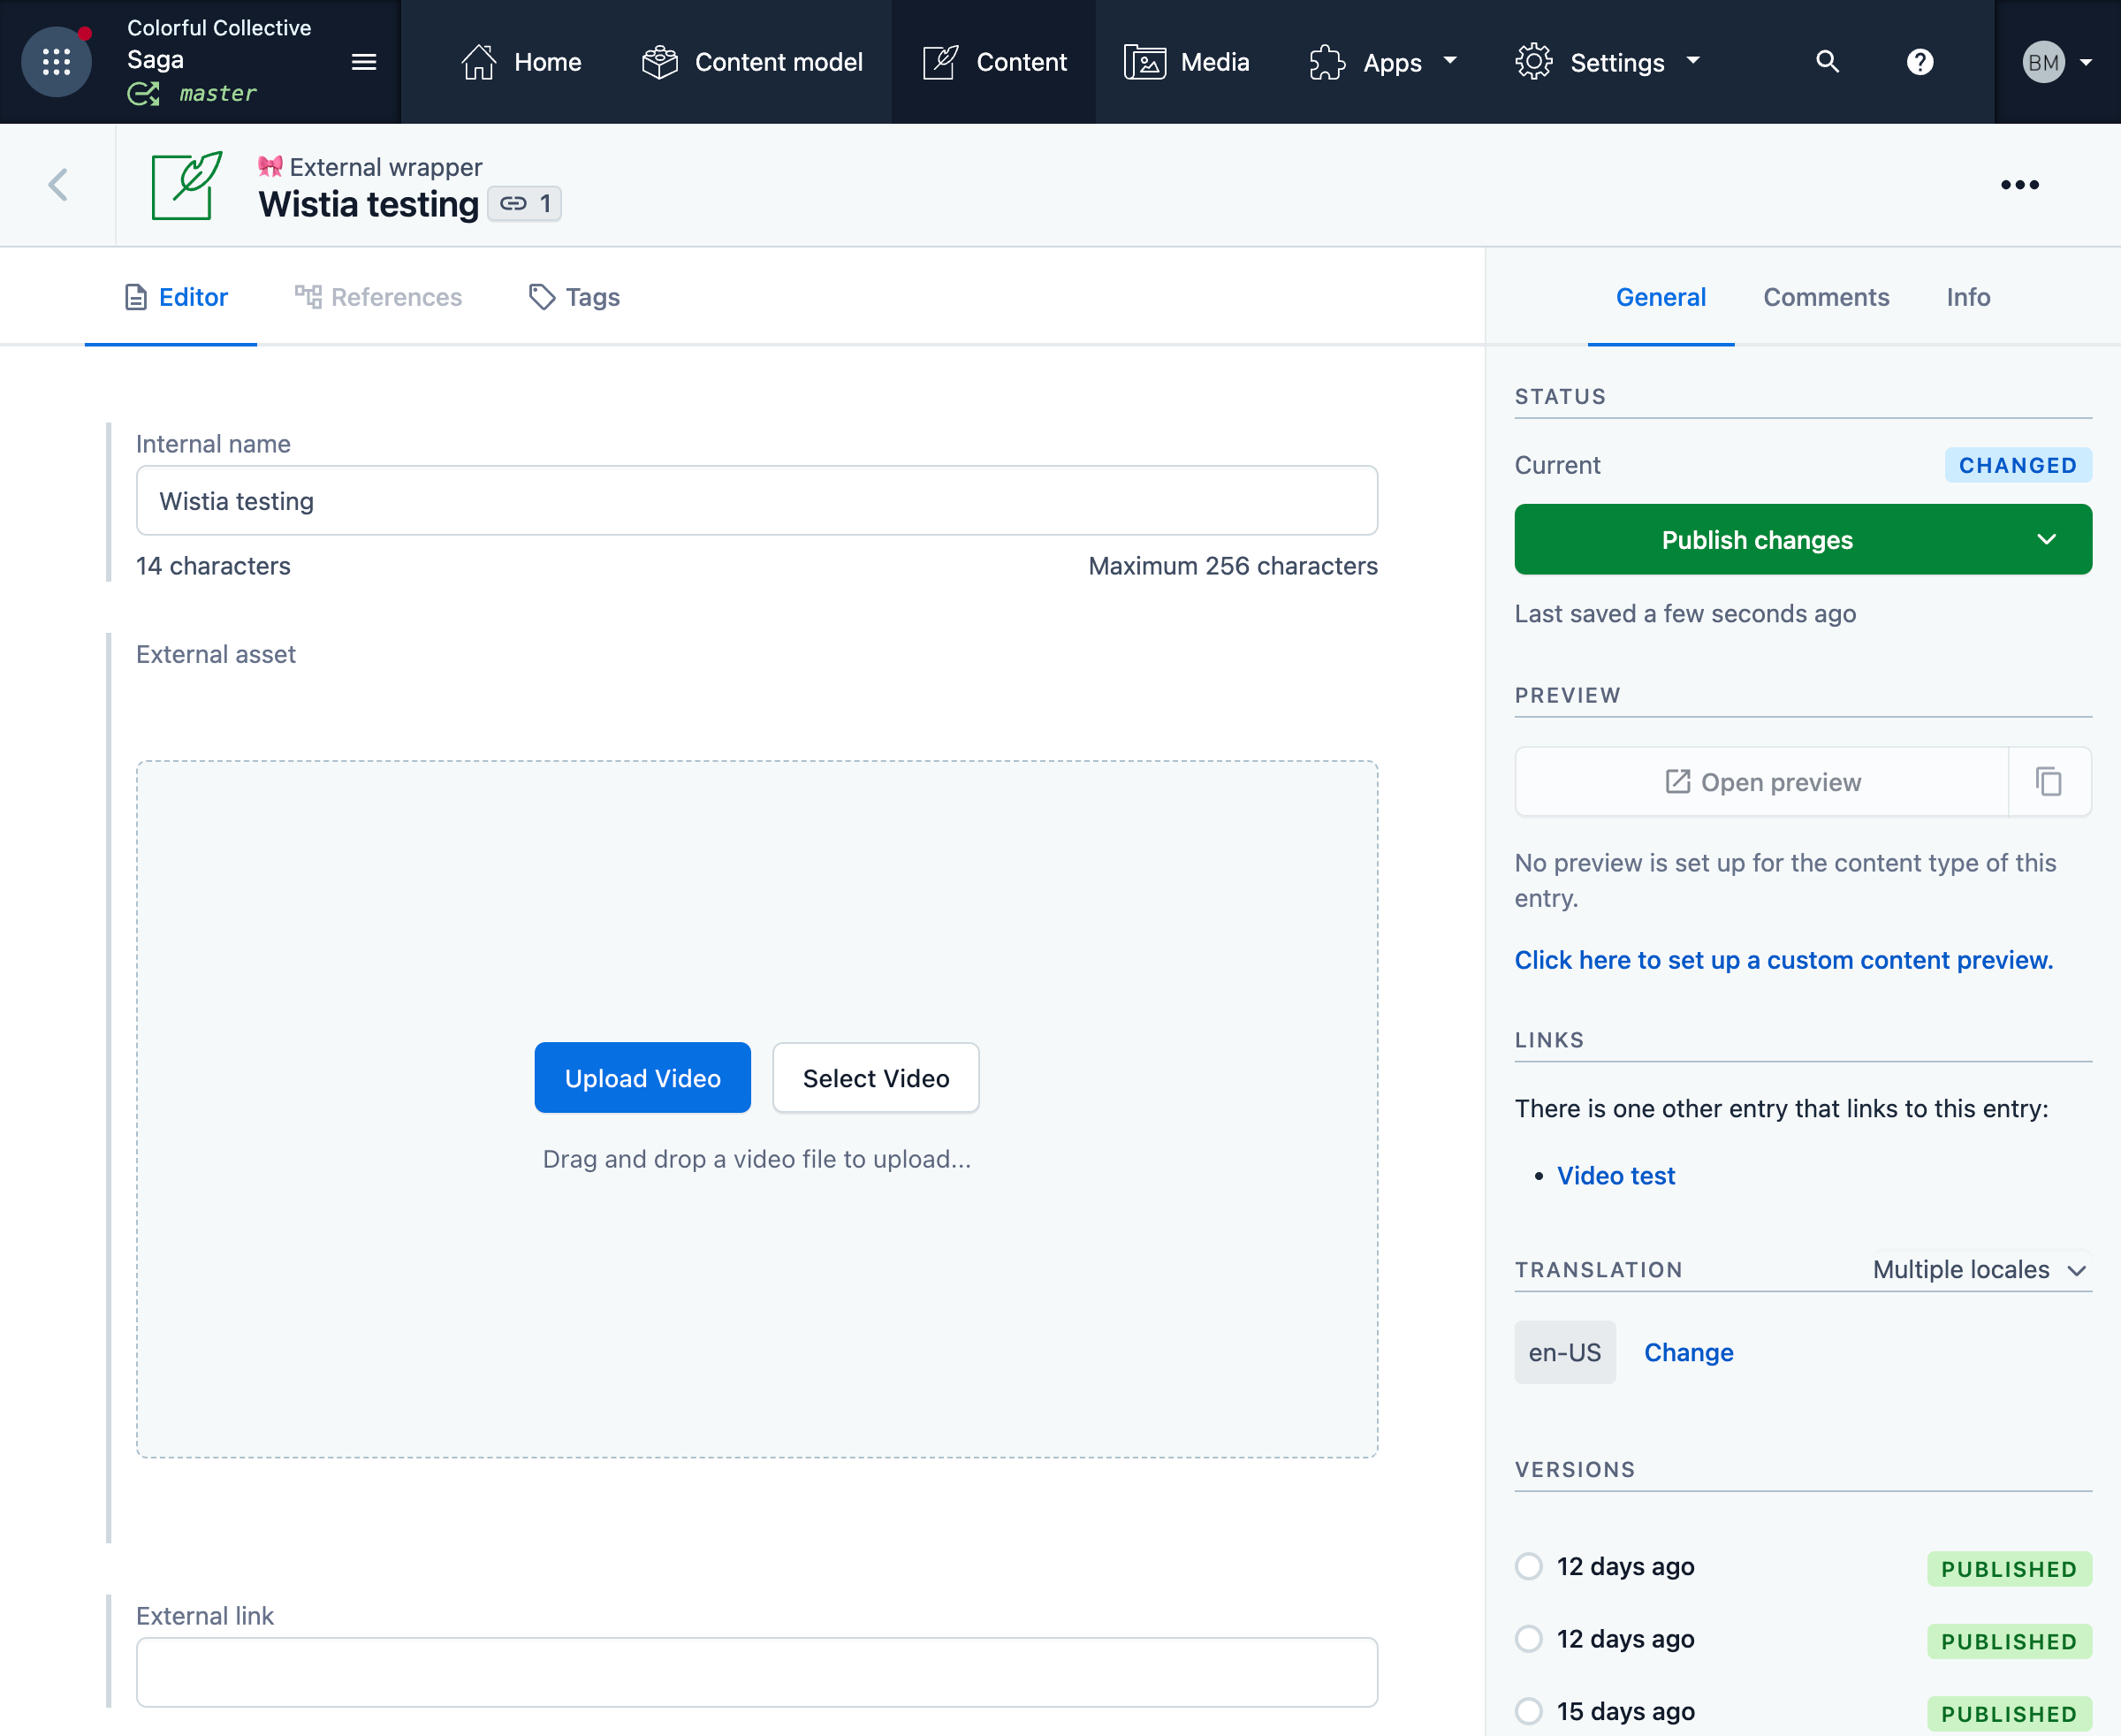 Colorful Collective
Saga
master
Home
Content model
Content
Media
Apps
Settings
BM
External wrapper
Wistia testing
1
Editor
References
Tags
General
Comments
Info
Internal name
Wistia testing
14 characters
Maximum 256 characters
External asset
Upload Video
Select Video
Drag and drop a video file to upload...
External link
STATUS
Current
CHANGED
Publish changes
Last saved a few seconds ago
PREVIEW
Open preview
No preview is set up for the content type of this
entry.
Click here to set up a custom content preview.
LINKS
There is one other entry that links to this entry:
• Video test
TRANSLATION
Multiple locales
en-US
Change
VERSIONS
12 days ago
PUBLISHED
12 days ago
PUBLISHED
15 days ago
PUBLISHED